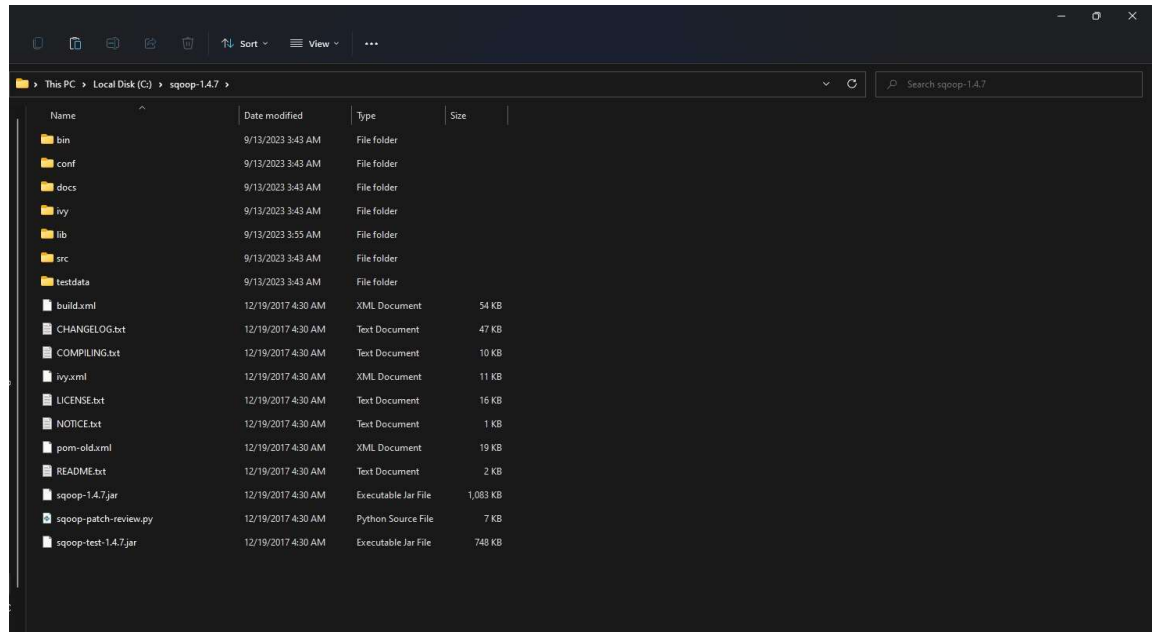 Sort
View
This PC > Local Disk (C:) > sqoop-1.4.7 >
Search sqoop-1.4.7
Name Date modified Type Size
bin 9/13/2023 3:43 AM File folder
conf 9/13/2023 3:43 AM File folder
docs 9/13/2023 3:43 AM File folder
ivy 9/13/2023 3:43 AM File folder
lib 9/13/2023 3:55 AM File folder
src 9/13/2023 3:43 AM File folder
testdata 9/13/2023 3:43 AM File folder
build.xml 12/19/2017 4:30 AM XML Document 54 KB
CHANGELOG.txt 12/19/2017 4:30 AM Text Document 47 KB
COMPILING.txt 12/19/2017 4:30 AM Text Document 10 KB
ivy.xml 12/19/2017 4:30 AM XML Document 11 KB
LICENSE.txt 12/19/2017 4:30 AM Text Document 16 KB
NOTICE.txt 12/19/2017 4:30 AM Text Document 1 KB
pom-old.xml 12/19/2017 4:30 AM XML Document 19 KB
README.txt 12/19/2017 4:30 AM Text Document 2 KB
sqoop-1.4.7.jar 12/19/2017 4:30 AM Executable Jar File 1,083 KB
sqoop-patch-review.py 12/19/2017 4:30 AM Python Source File 7 KB
sqoop-test-1.4.7.jar 12/19/2017 4:30 AM Executable Jar File 748 KB